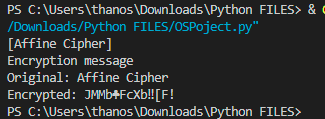 PS C:\Users\thanos\Downloads\Python FILES> & C
/Downloads/Python FILES/OSPoject.py"
[Affine Cipher]
Encryption message
Original: Affine Cipher
Encrypted: JMMb♣FcXb‼[F!
PS C:\Users\thanos\Downloads\Python FILES>